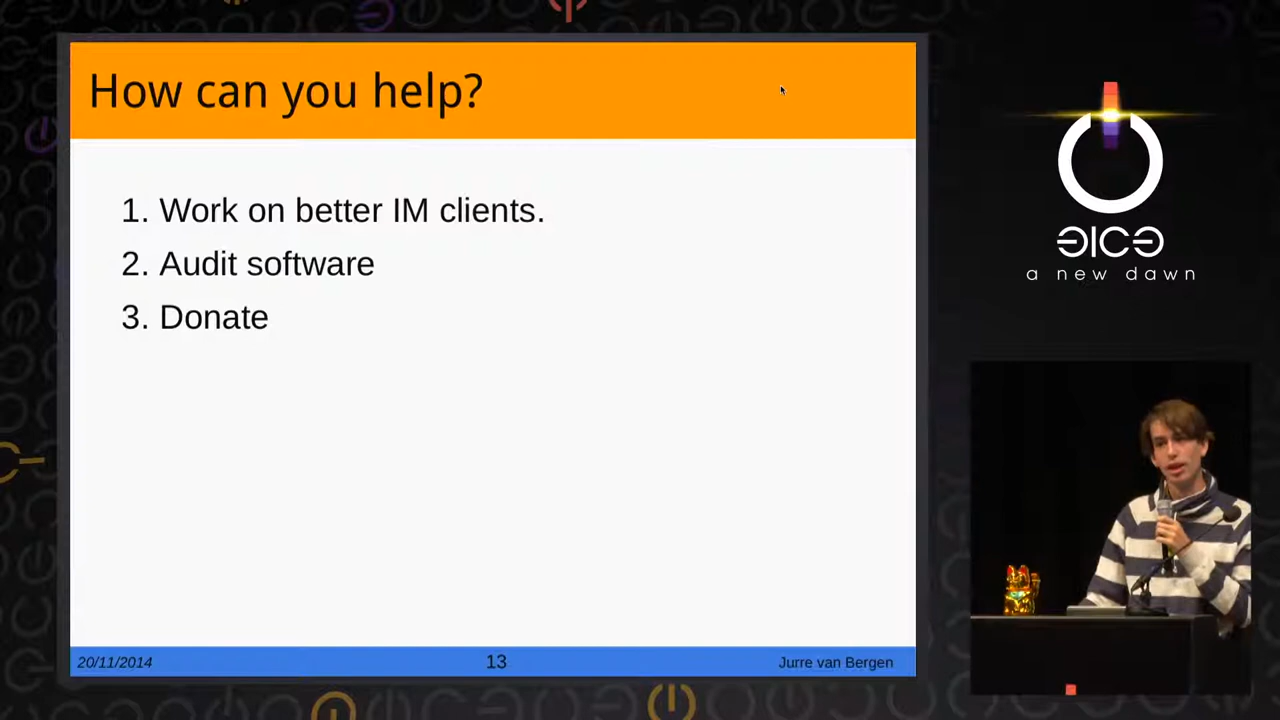 How can you help?
1. Work on better IM clients.
2. Audit software
3. Donate
20/11/2014
13
Jurre van Bergen
a new dawn